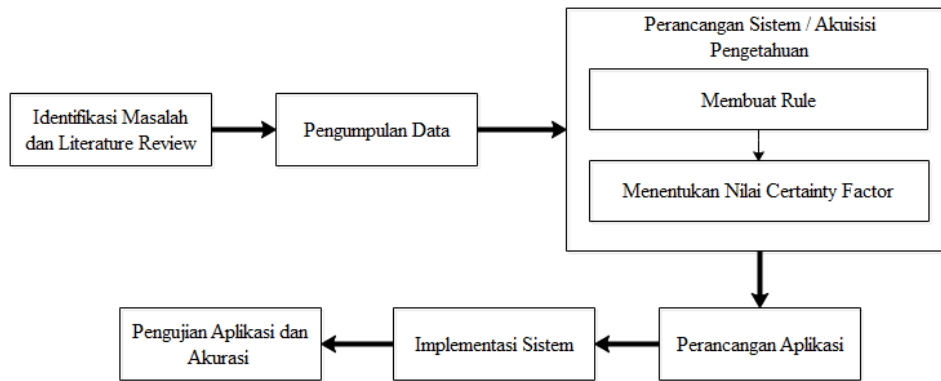 Identifikasi Masalah
dan Literature Review
Pengumpulan Data
Perancangan Sistem / Akuisisi
Pengetahuan
Membuat Rule
Menentukan Nilai Certainty Factor
Perancangan Aplikasi
Implementasi Sistem
Pengujian Aplikasi dan
Akurasi